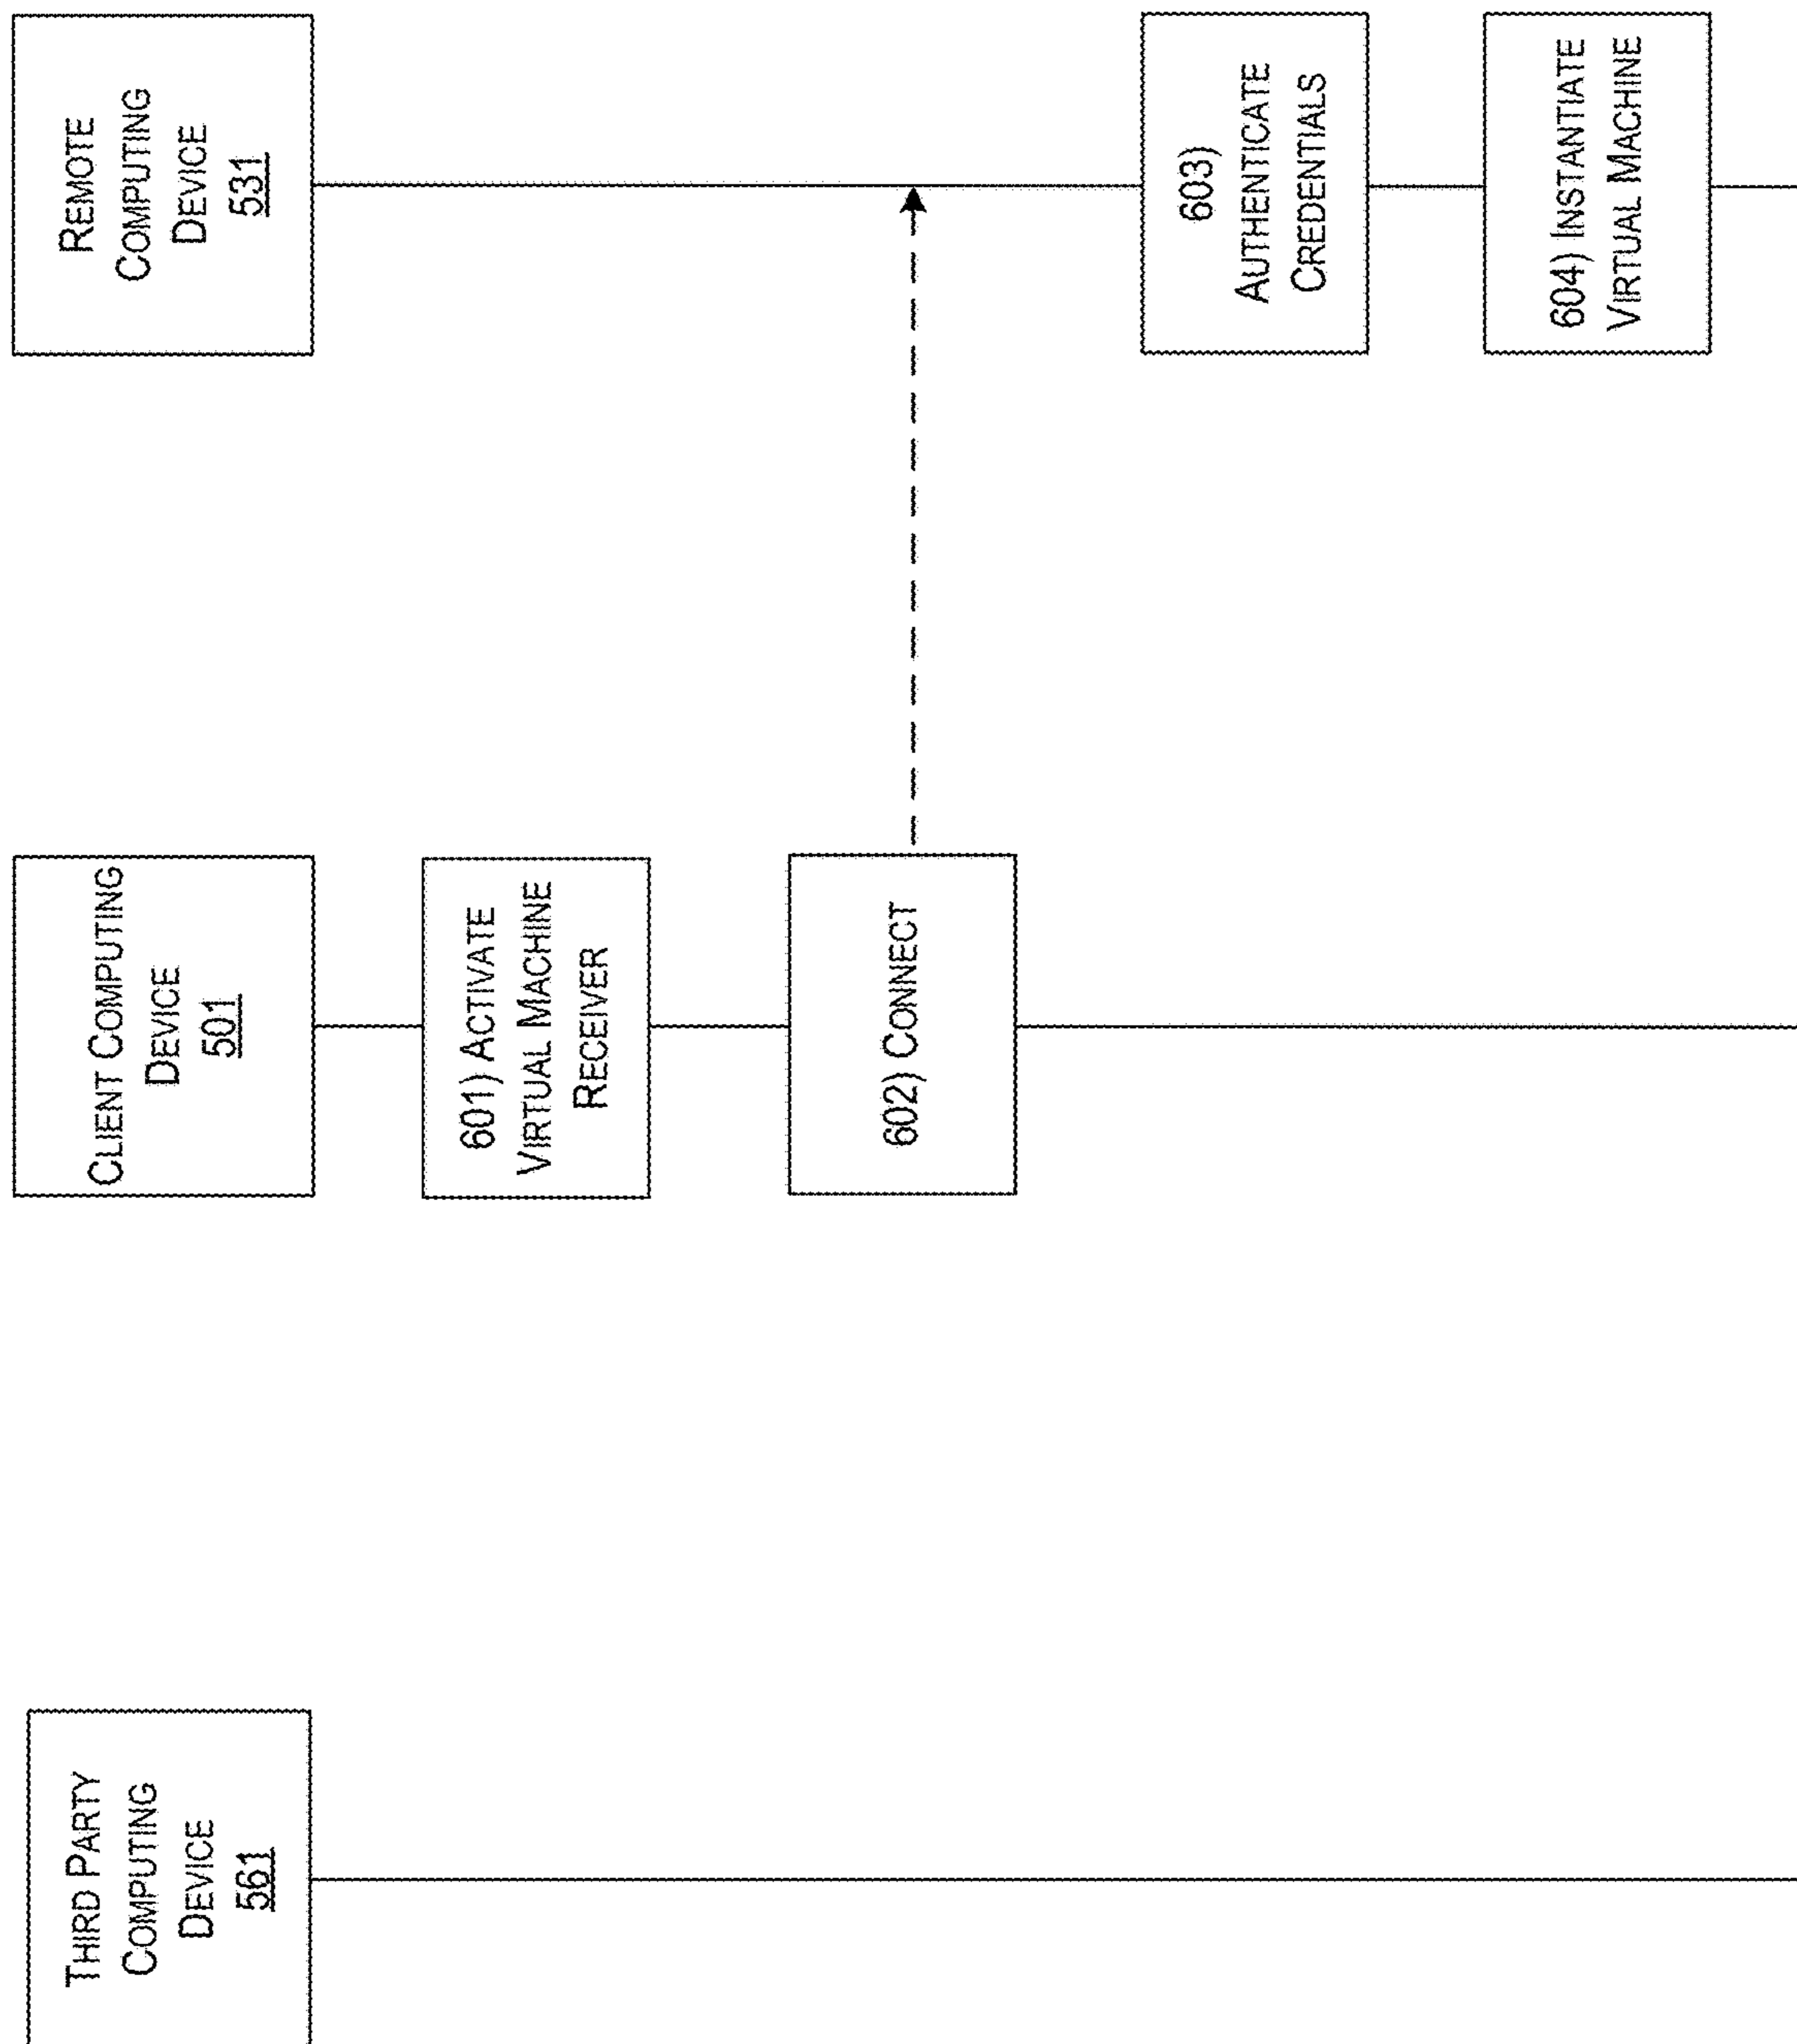 THIRD PARTY
COMPUTING
DEVICE
561
CLIENT COMPUTING
DEVICE
501
REMOTE
COMPUTING
DEVICE
531
601) ACTIVATE
VIRTUAL MACHINE
RECEIVER
602) CONNECT
603)
AUTHENTICATE
CREDENTIALS
604) INSTANTIATE
VIRTUAL MACHINE